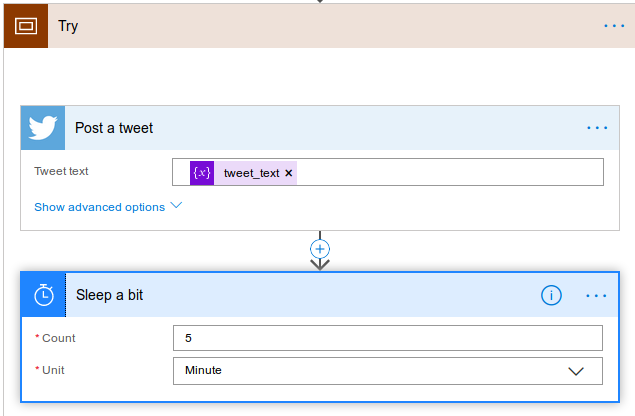 Try
Post a tweet
Tweet text {x} tweet_text ×
Show advanced options
Sleep a bit
* Count 5
* Unit Minute